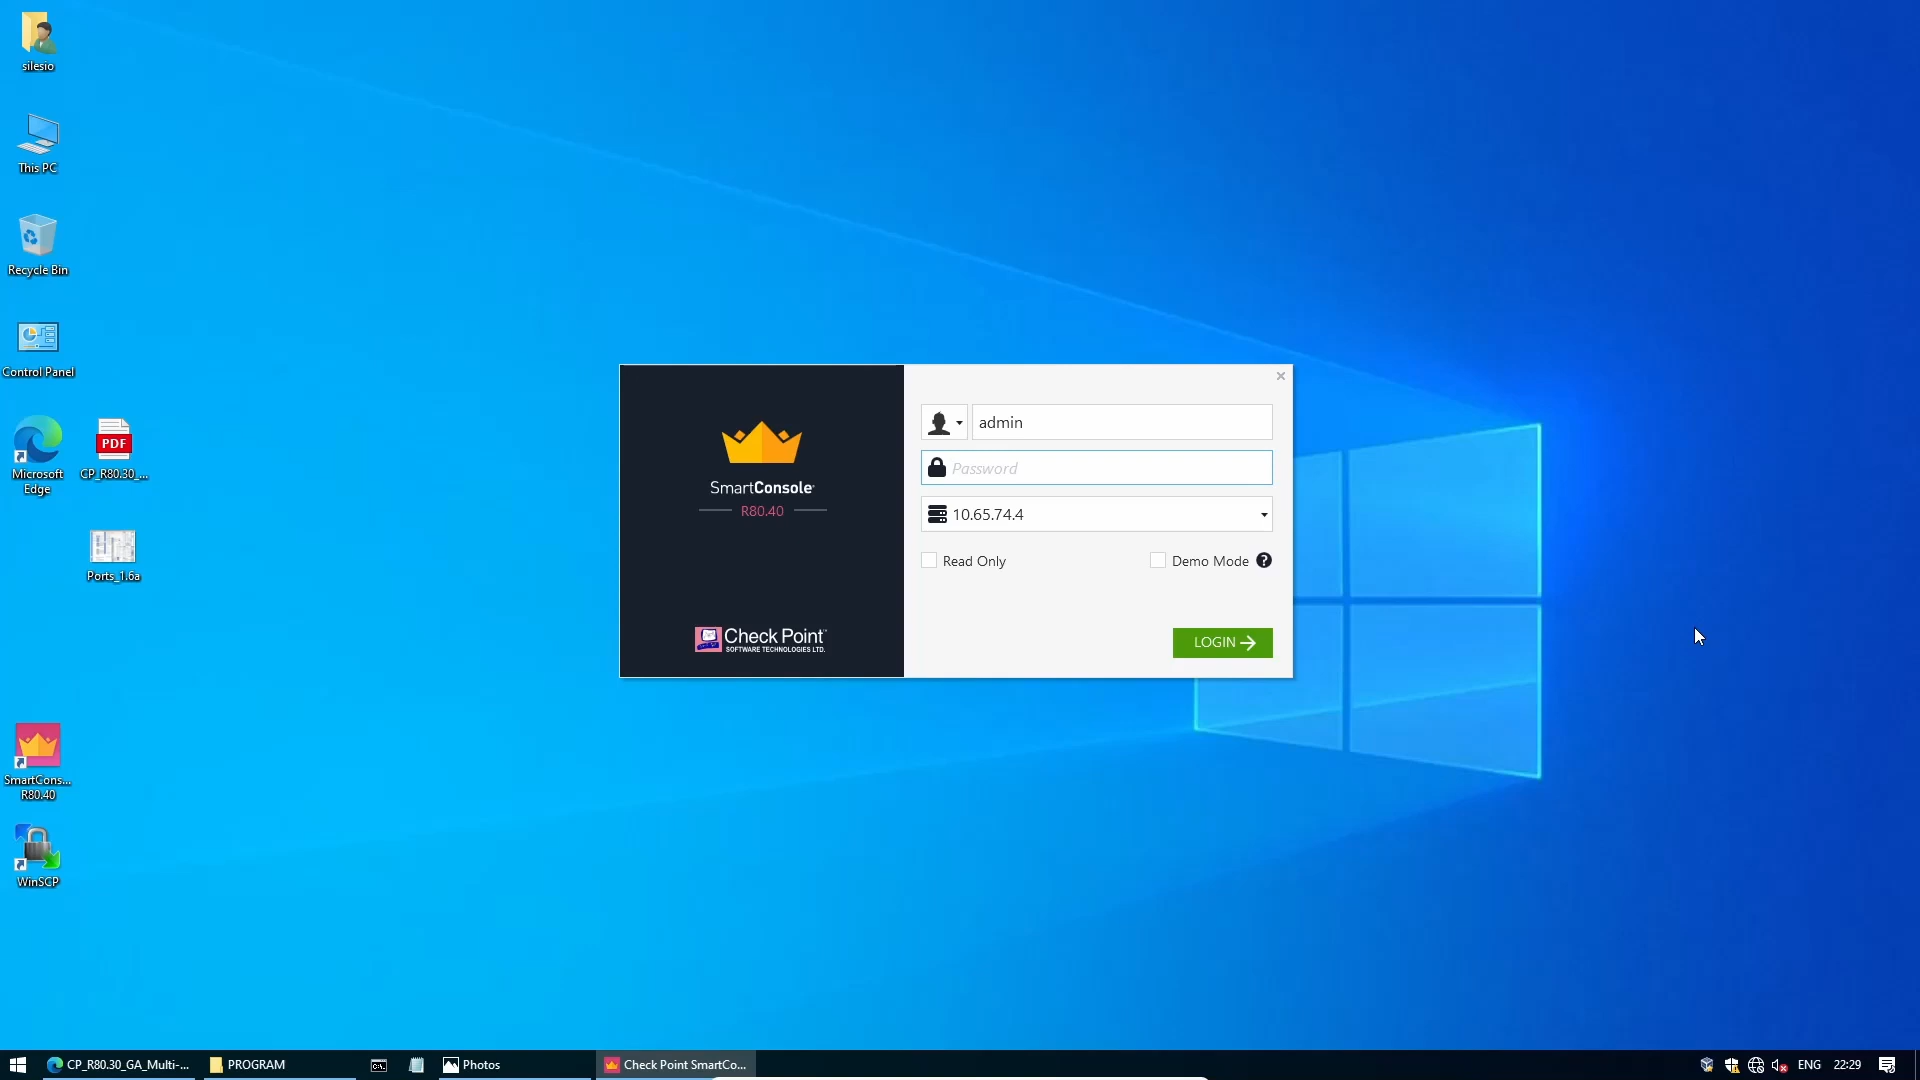 silesio
This PC
Recycle Bin
Control Panel
Microsoft
Edge
PDF
CP_R80.30_...
Ports_1.6a
SmartCons...
R80.40
WinSCP
SmartConsole
R80.40
Check Point™
SOFTWARE TECHNOLOGIES LTD.
admin
Password
10.65.74.4
Read Only
Demo Mode ?
LOGIN
CP_R80.30_GA_Multi-...
PROGRAM
C:\.
Photos
Check Point SmartCo...
ENG
22:29